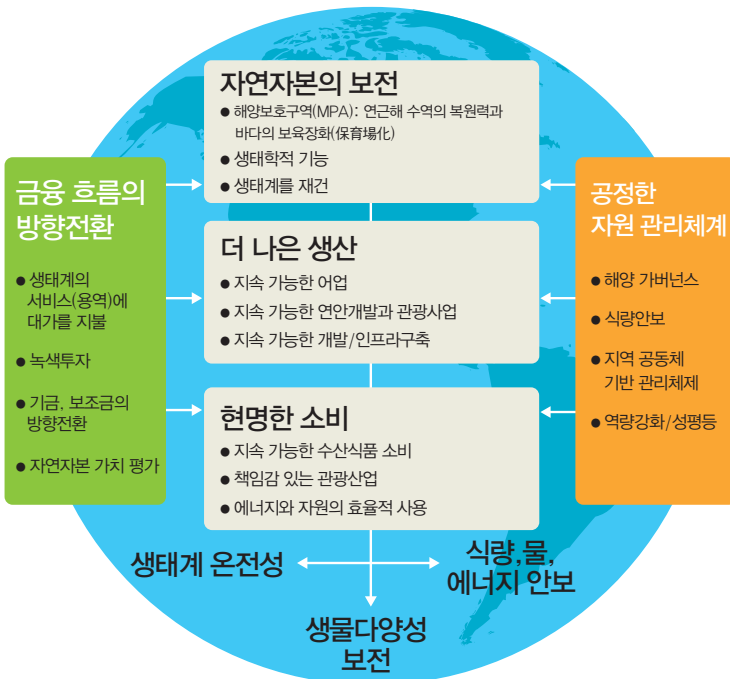 자연자본의 보전
● 해양보호구역(MPA): 연근해 수역의 복원력과
바다의 보육장화(保育場化)
● 생태학적 기능
● 생태계를 재건
금융 흐름의
방향전환
● 생태계의
서비스(용역)에
대가를 지불
● 녹색투자
● 기금, 보조금의
방향전환
● 자연자본 가치 평가
더 나은 생산
● 지속 가능한 어업
● 지속 가능한 연안개발과 관광사업
● 지속 가능한 개발/인프라구축
공정한
자원 관리체계
● 해양 가버넌스
● 식량안보
● 지역 공동체
기반 관리체제
● 역량강화/성평등
현명한 소비
● 지속 가능한 수산식품 소비
● 책임감 있는 관광산업
● 에너지와 자원의 효율적 사용
생태계 온전성
식량,물,
에너지 안보
생물다양성
보전